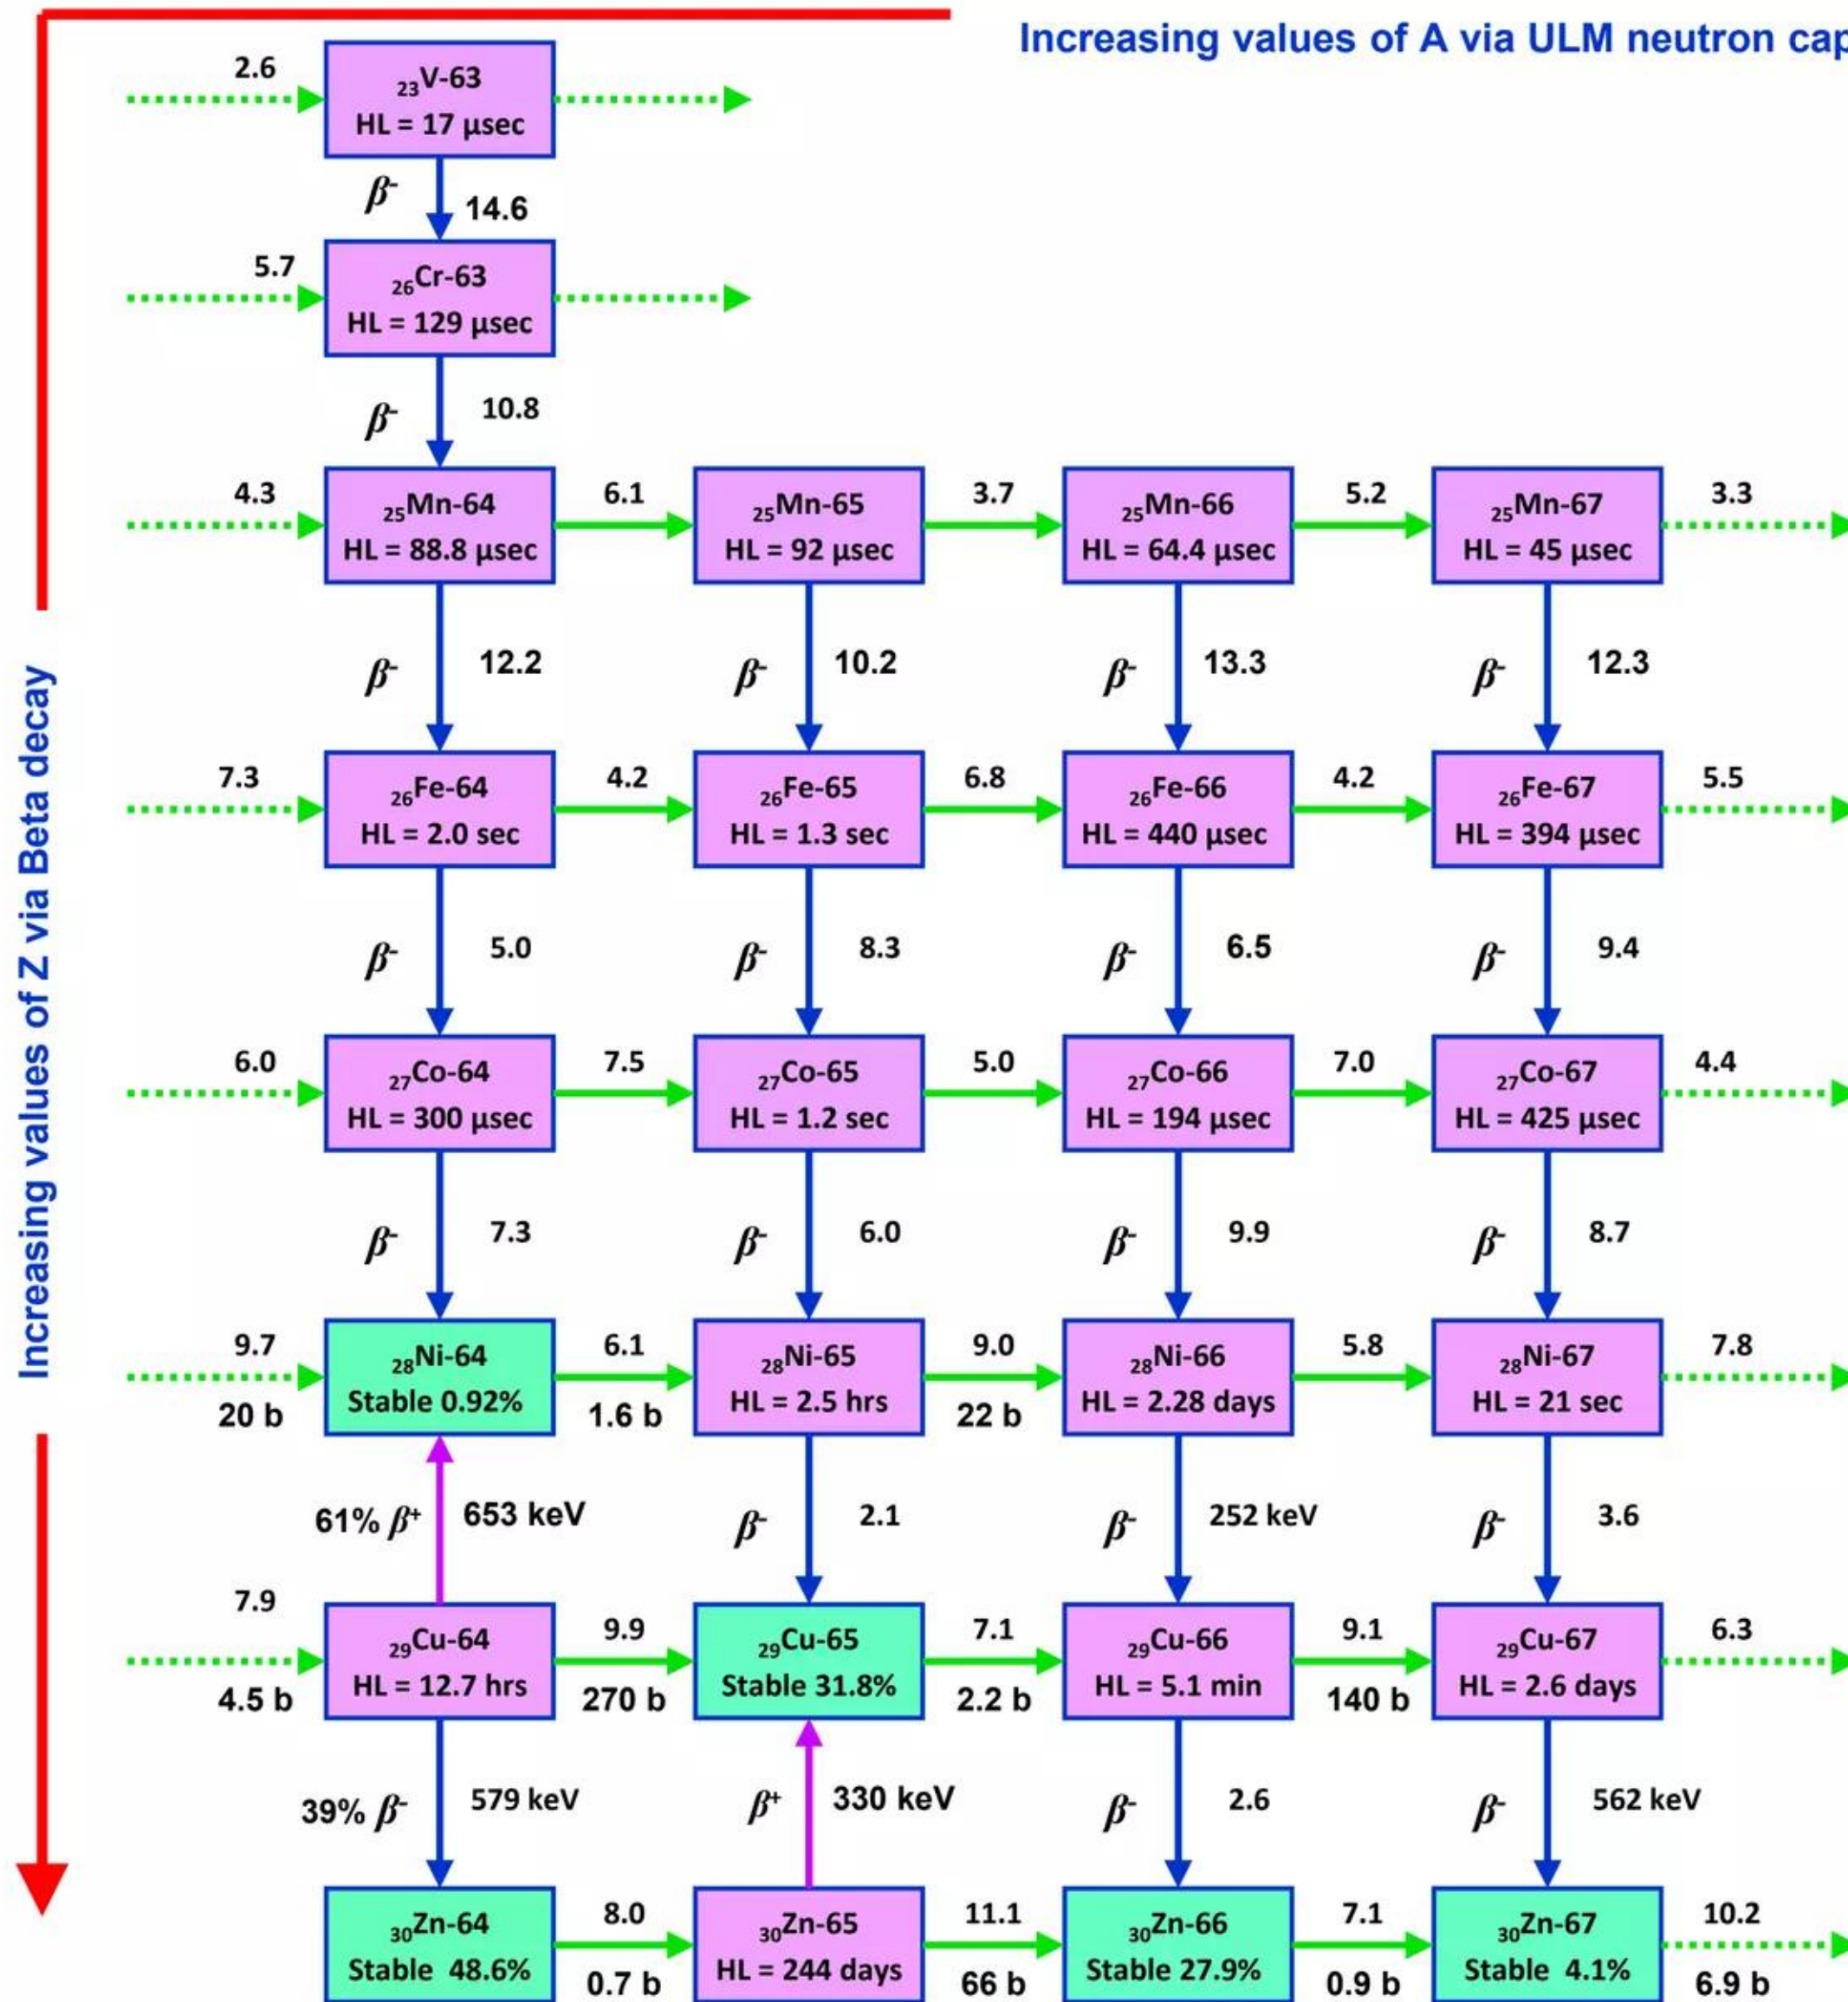 Increasing values of A via ULM neutron cap
Increasing values of Z via Beta decay
2.6
23V-63
HL = 17 µsec
β-
14.6
5.7
26Cr-63
HL = 129 µsec
β-
10.8
4.3
25Mn-64
HL = 88.8 µsec
6.1
25Mn-65
HL = 92 µsec
3.7
25Mn-66
HL = 64.4 µsec
5.2
25Mn-67
HL = 45 µsec
3.3
β-
12.2
β-
10.2
β-
13.3
β-
12.3
7.3
26Fe-64
HL = 2.0 sec
4.2
26Fe-65
HL = 1.3 sec
6.8
26Fe-66
HL = 440 µsec
4.2
26Fe-67
HL = 394 µsec
5.5
β-
5.0
β-
8.3
β-
6.5
β-
9.4
6.0
27Co-64
HL = 300 µsec
7.5
27Co-65
HL = 1.2 sec
5.0
27Co-66
HL = 194 µsec
7.0
27Co-67
HL = 425 µsec
4.4
β-
7.3
β-
6.0
β-
9.9
β-
8.7
9.7
20 b
28Ni-64
Stable 0.92%
6.1
1.6 b
28Ni-65
HL = 2.5 hrs
9.0
22 b
28Ni-66
HL = 2.28 days
5.8
28Ni-67
HL = 21 sec
7.8
61% β+
653 keV
β-
2.1
β-
252 keV
β-
3.6
7.9
4.5 b
29Cu-64
HL = 12.7 hrs
9.9
270 b
29Cu-65
Stable 31.8%
7.1
2.2 b
29Cu-66
HL = 5.1 min
9.1
140 b
29Cu-67
HL = 2.6 days
6.3
39% β-
579 keV
β+
330 keV
β-
2.6
β-
562 keV
30Zn-64
Stable 48.6%
8.0
0.7 b
30Zn-65
HL = 244 days
11.1
66 b
30Zn-66
Stable 27.9%
7.1
0.9 b
30Zn-67
Stable 4.1%
10.2
6.9 b